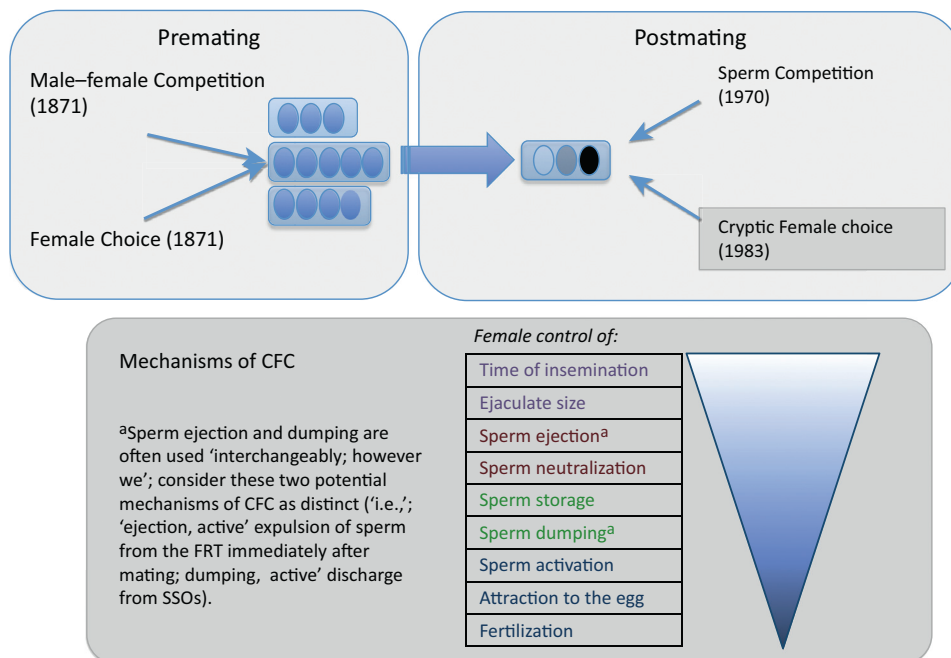 Premating
Male–female Competition
(1871)
Female Choice (1871)
Postmating
Sperm Competition
(1970)
Cryptic Female choice
(1983)
Mechanisms of CFC
aSperm ejection and dumping are
often used ‘interchangeably; however
we’; consider these two potential
mechanisms of CFC as distinct (‘i.e.,’;
‘ejection, active’ expulsion of sperm
from the FRT immediately after
mating; dumping, active’ discharge
from SSOs).
Female control of:
Time of insemination
Ejaculate size
Sperm ejectiona
Sperm neutralization
Sperm storage
Sperm dumpinga
Sperm activation
Attraction to the egg
Fertilization